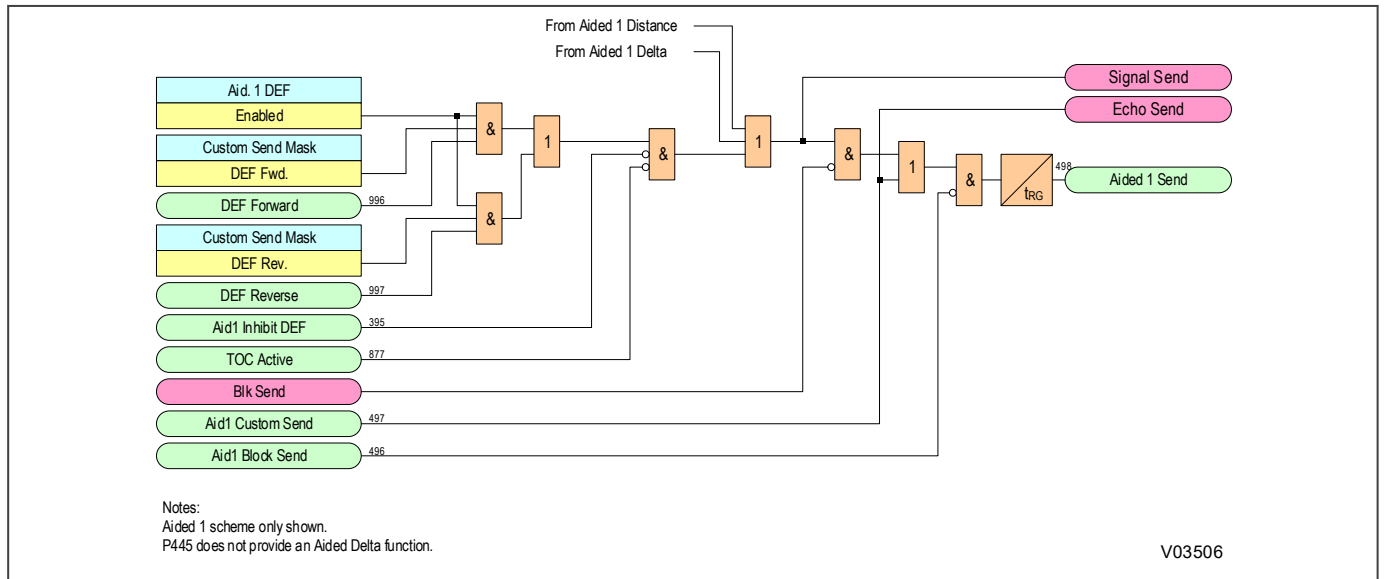 From Aided 1 Distance
From Aided 1 Delta
Aid. 1 DEF
Enabled
Custom Send Mask
DEF Fwd.
DEF Forward
996
Custom Send Mask
DEF Rev.
DEF Reverse
997
Aid1 Inhibit DEF
395
TOC Active
877
Blk Send
Aid1 Custom Send
497
Aid1 Block Send
496
&
&
1
&
1
&
1
&
tRG
498
Signal Send
Echo Send
Aided 1 Send
Notes:
Aided 1 scheme only shown.
P445 does not provide an Aided Delta function.
V03506